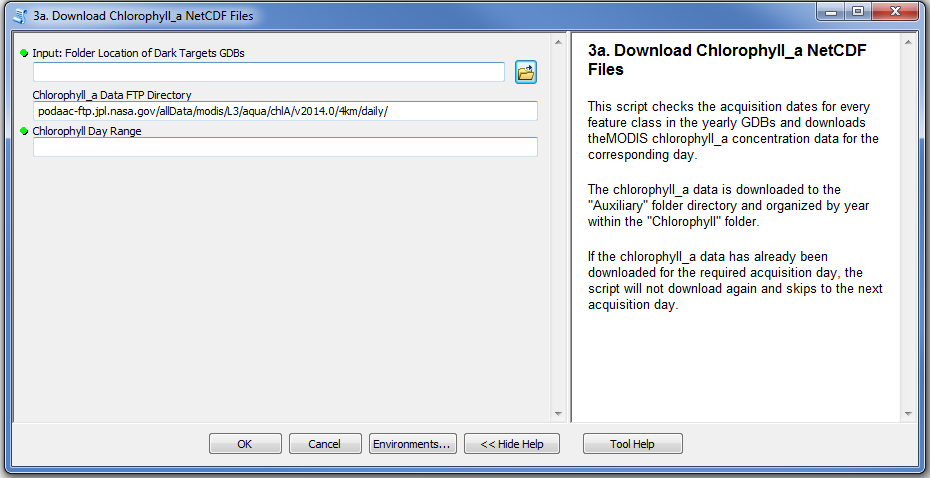 3a. Download Chlorophyll_a NetCDF Files
Input: Folder Location of Dark Targets GDBs
Chlorophyll_a Data FTP Directory
podaac-ftp.jpl.nasa.gov/allData/modis/L3/aqua/chlA/v2014.0/4km/daily/
Chlorophyll Day Range
3a. Download Chlorophyll_a NetCDF
Files
This script checks the acquisition dates for every
feature class in the yearly GDBs and downloads
theMODIS chlorophyll_a concentration data for the
corresponding day.
The chlorophyll_a data is downloaded to the
"Auxiliary" folder directory and organized by year
within the "Chlorophyll" folder.
If the chlorophyll_a data has already been
downloaded for the required acquisition day, the
script will not download again and skips to the next
acquisition day.
OK
Cancel
Environments...
<< Hide Help
Tool Help